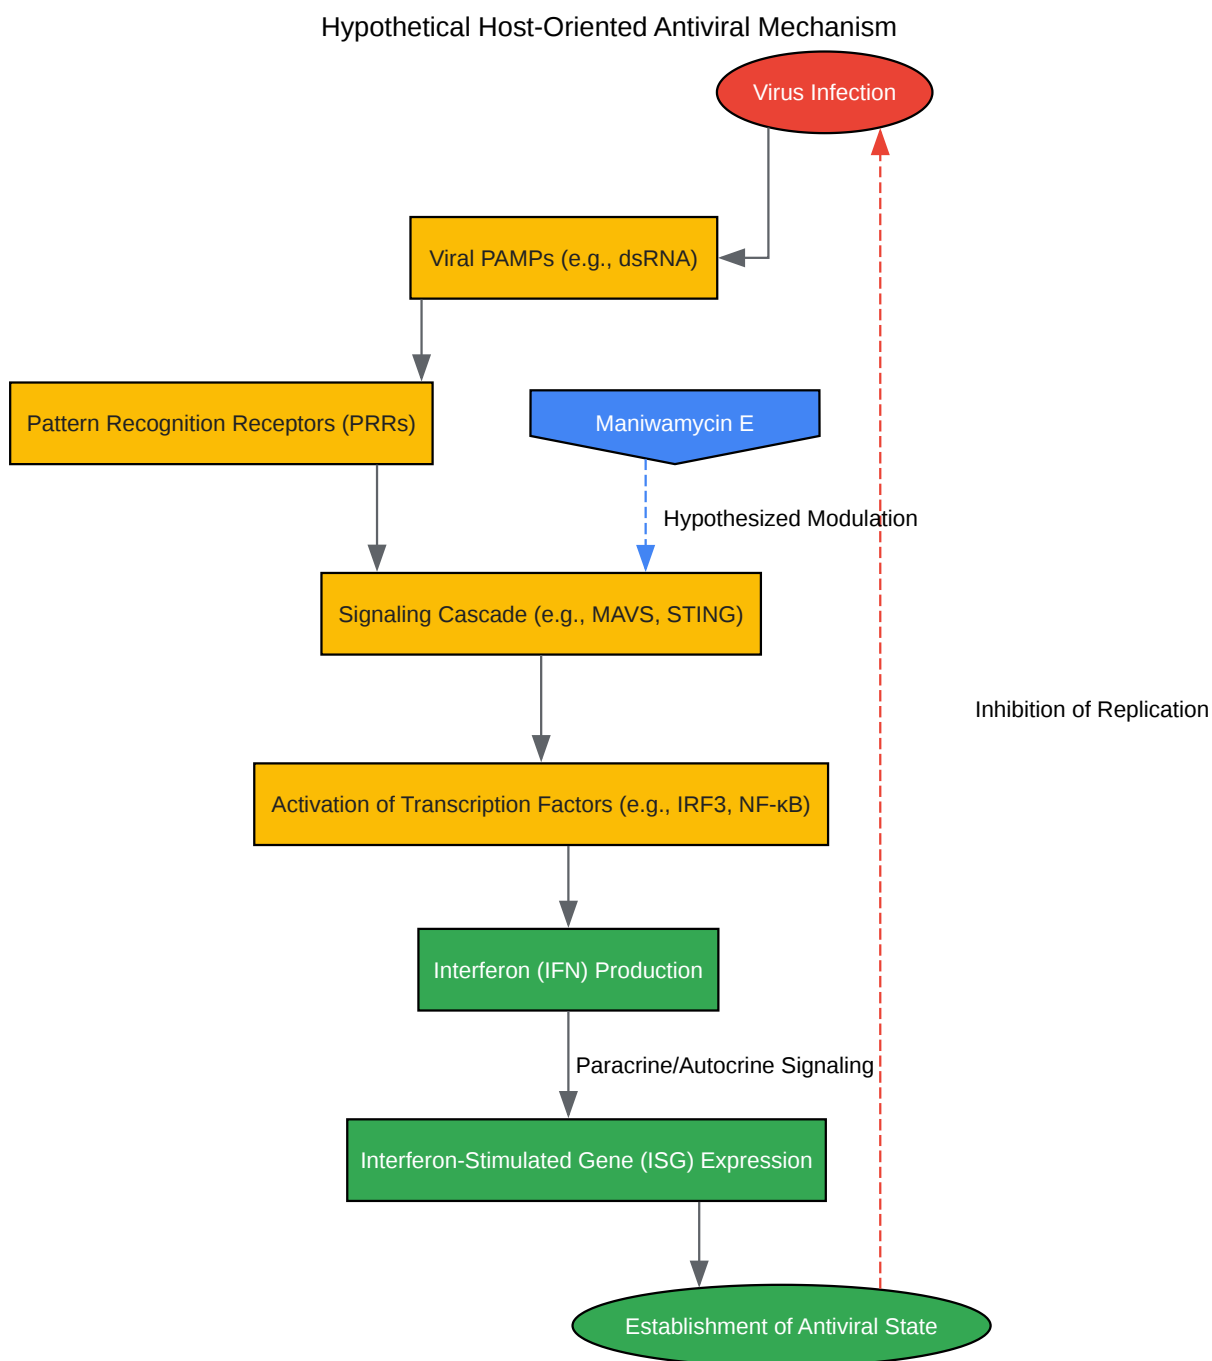 Hypothetical Host-Oriented Antiviral Mechanism
Virus Infection
Viral PAMPs (e.g., dsRNA)
Pattern Recognition Receptors (PRRs)
Maniwamycin E
Hypothesized Modulation
Signaling Cascade (e.g., MAVS, STING)
Inhibition of Replication
Activation of Transcription Factors (e.g., IRF3, NF-κB)
Interferon (IFN) Production
Paracrine/Autocrine Signaling
Interferon-Stimulated Gene (ISG) Expression
Establishment of Antiviral State